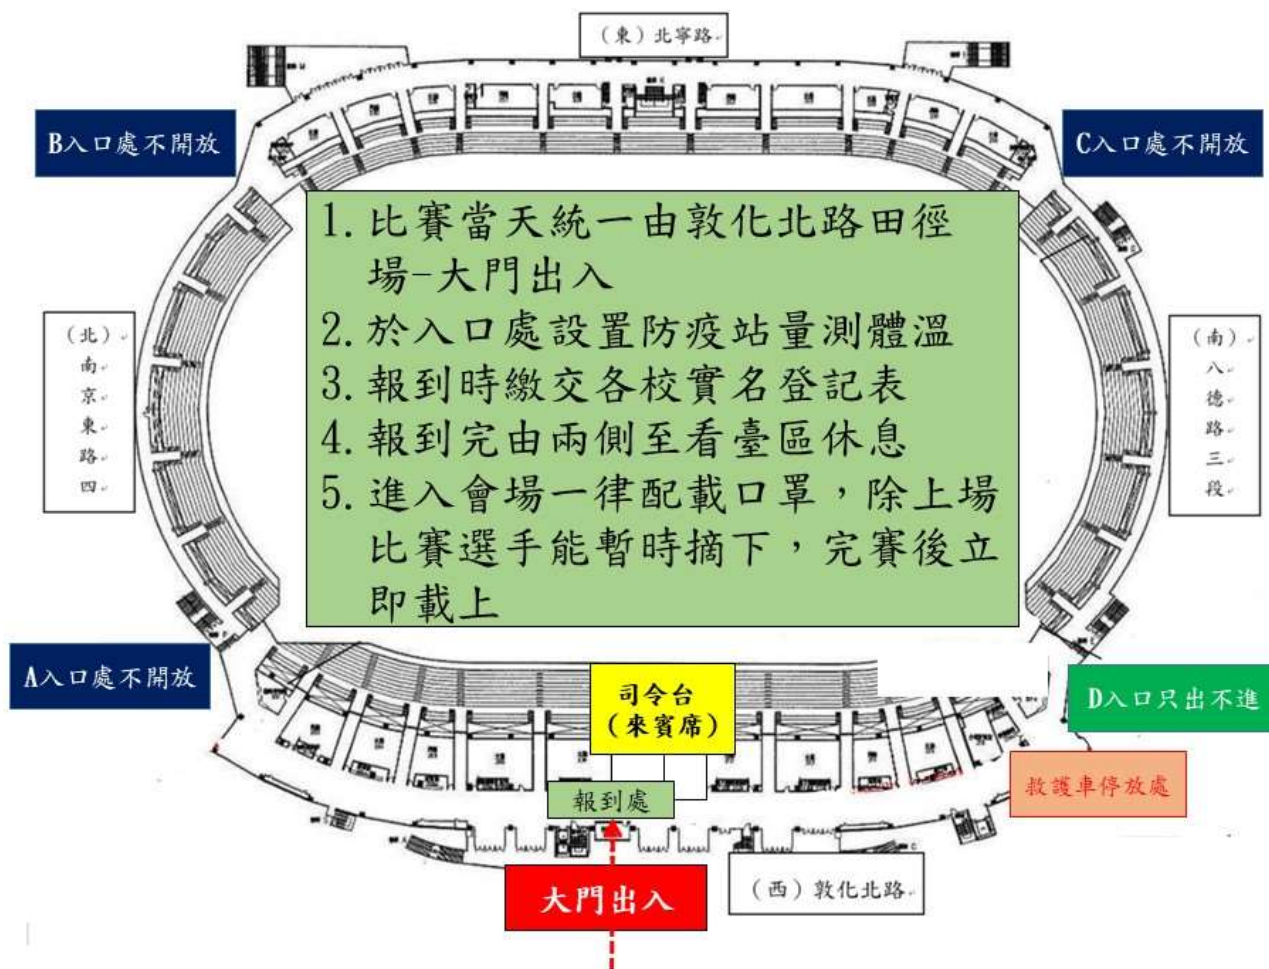 （東）北寧路
B入口處不開放
C入口處不開放
1. 比賽當天統一由敦化北路田徑
場-大門出入
2. 於入口處設置防疫站量測體溫
3. 報到時繳交各校實名登記表
4. 報到完由兩側至看臺區休息
5. 進入會場一律配載口罩，除上場
比賽選手能暫時摘下，完賽後立
即載上
（北）
南
京
東
路
四
（南）
八
德
路
三
段
A入口處不開放
司令台
（來賓席）
D入口只出不進
救護車停放處
報到處
大門出入
（西）敦化北路